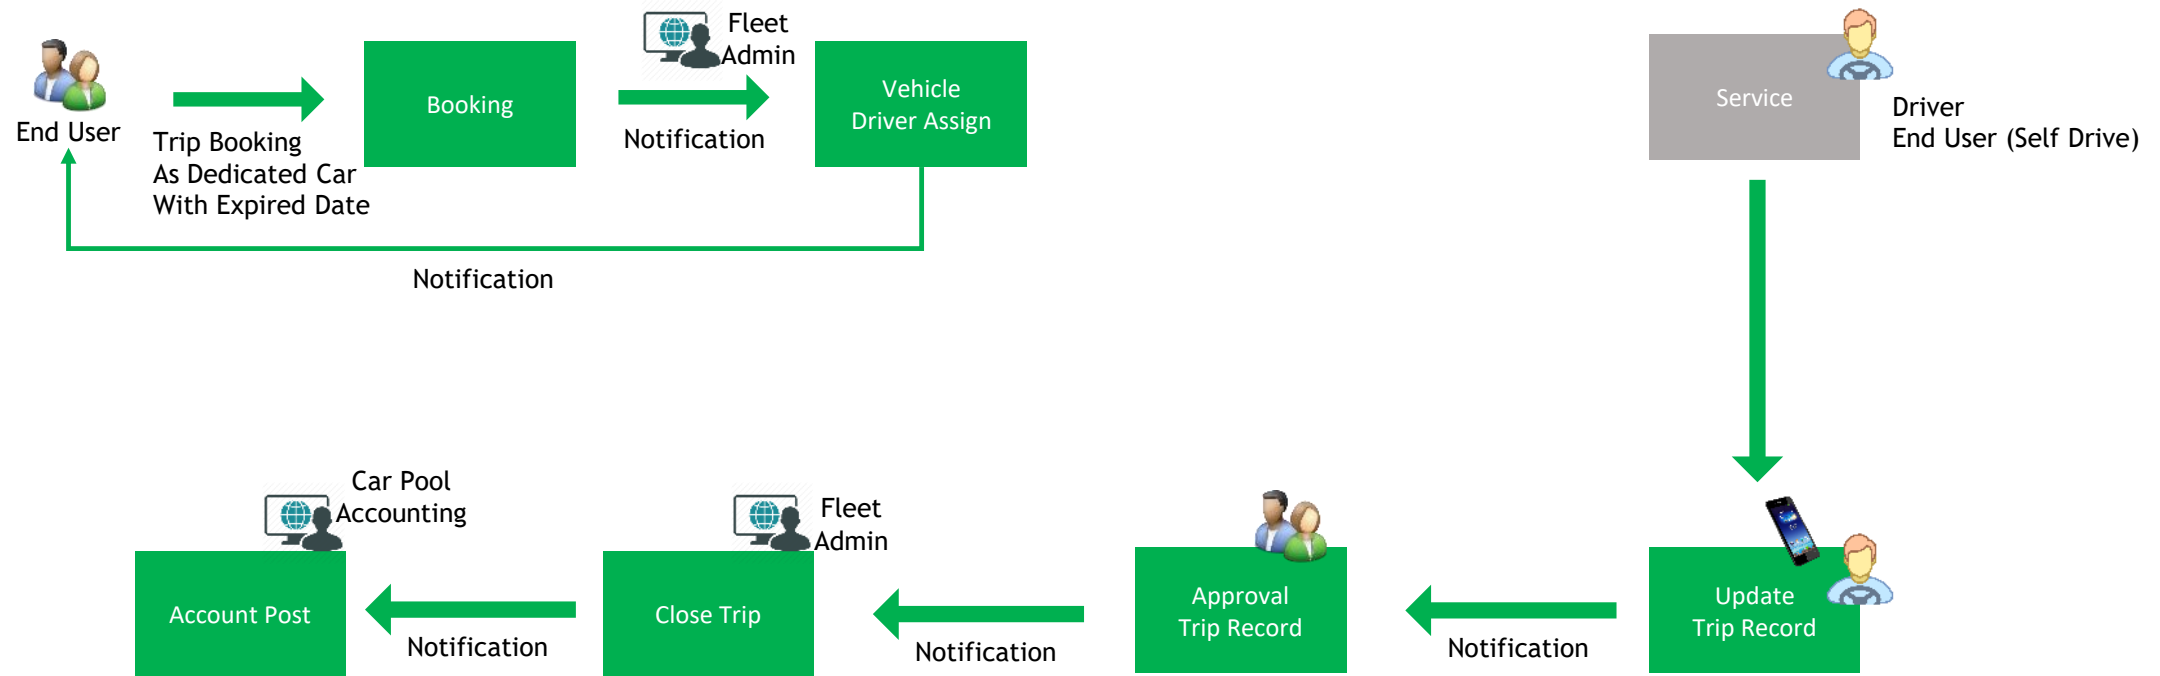 End User
Trip Booking
As Dedicated Car
With Expired Date
Booking
Fleet
Admin
Notification
Vehicle
Driver Assign
Notification
Service
Driver
End User (Self Drive)
Update
Trip Record
Notification
Approval
Trip Record
Notification
Fleet
Admin
Close Trip
Notification
Car Pool
Accounting
Account Post